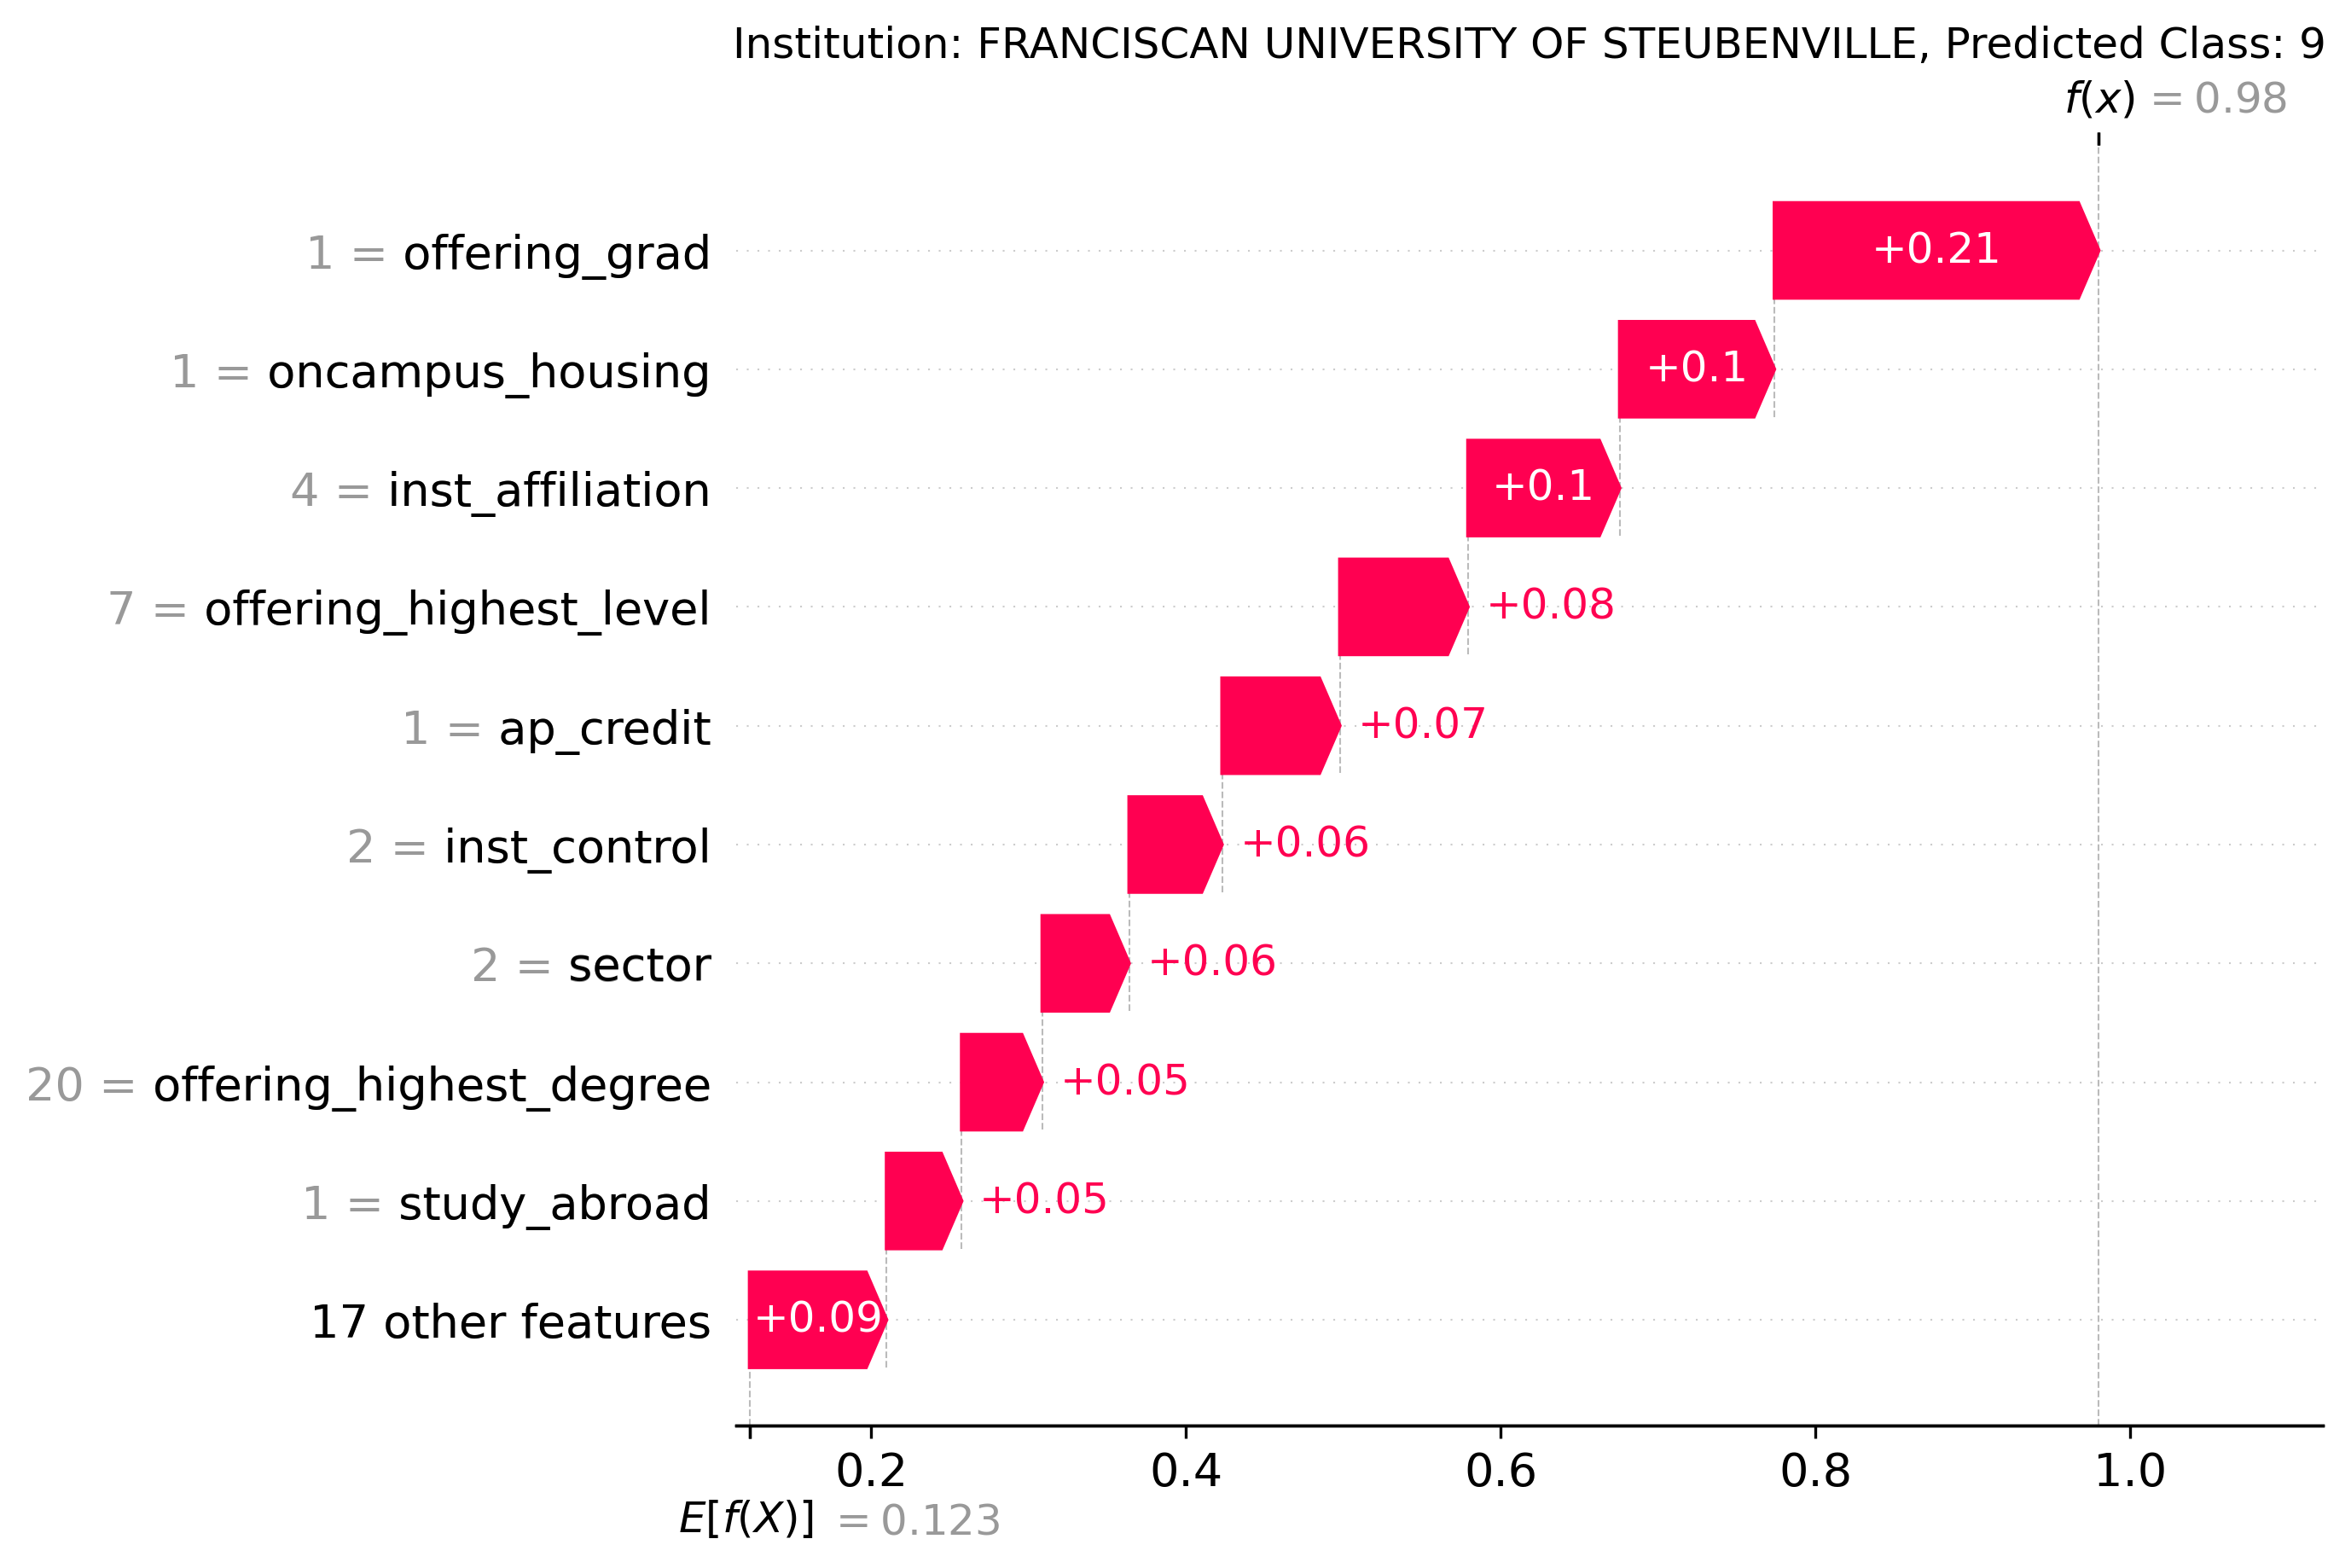 Institution: FRANCISCAN UNIVERSITY OF STEUBENVILLE, Predicted Class: 9
f(x) = 0.98
1 = offering_grad +0.21
1 = oncampus_housing +0.1
4 = inst_affiliation +0.1
7 = offering_highest_level +0.08
1 = ap_credit +0.07
2 = inst_control +0.06
2 = sector +0.06
20 = offering_highest_degree +0.05
1 = study_abroad +0.05
17 other features +0.09
0.2 0.4 0.6 0.8 1.0
E[f(X)] = 0.123